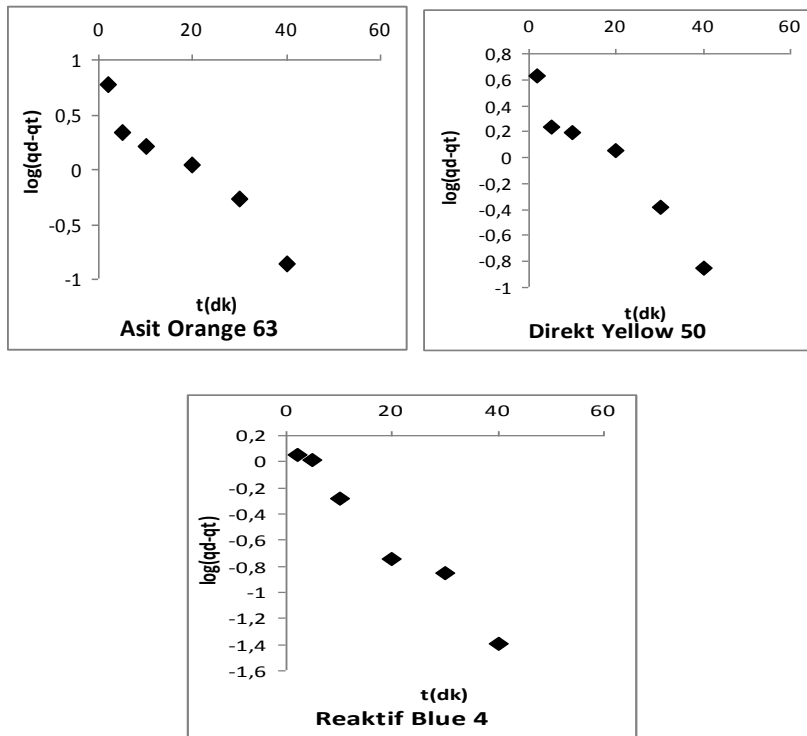 0 20 40 60
1
0,5
0
-0,5
-1
log(qd-qt)
t(dk)
Asit Orange 63
0 20 40 60
0,8
0,6
0,4
0,2
0
-0,2
-0,4
-0,6
-0,8
-1
log(qd-qt)
t(dk)
Direkt Yellow 50
0 20 40 60
0,2
0
-0,2
-0,4
-0,6
-0,8
-1
-1,2
-1,4
-1,6
log(qd-qt)
t(dk)
Reaktif Blue 4